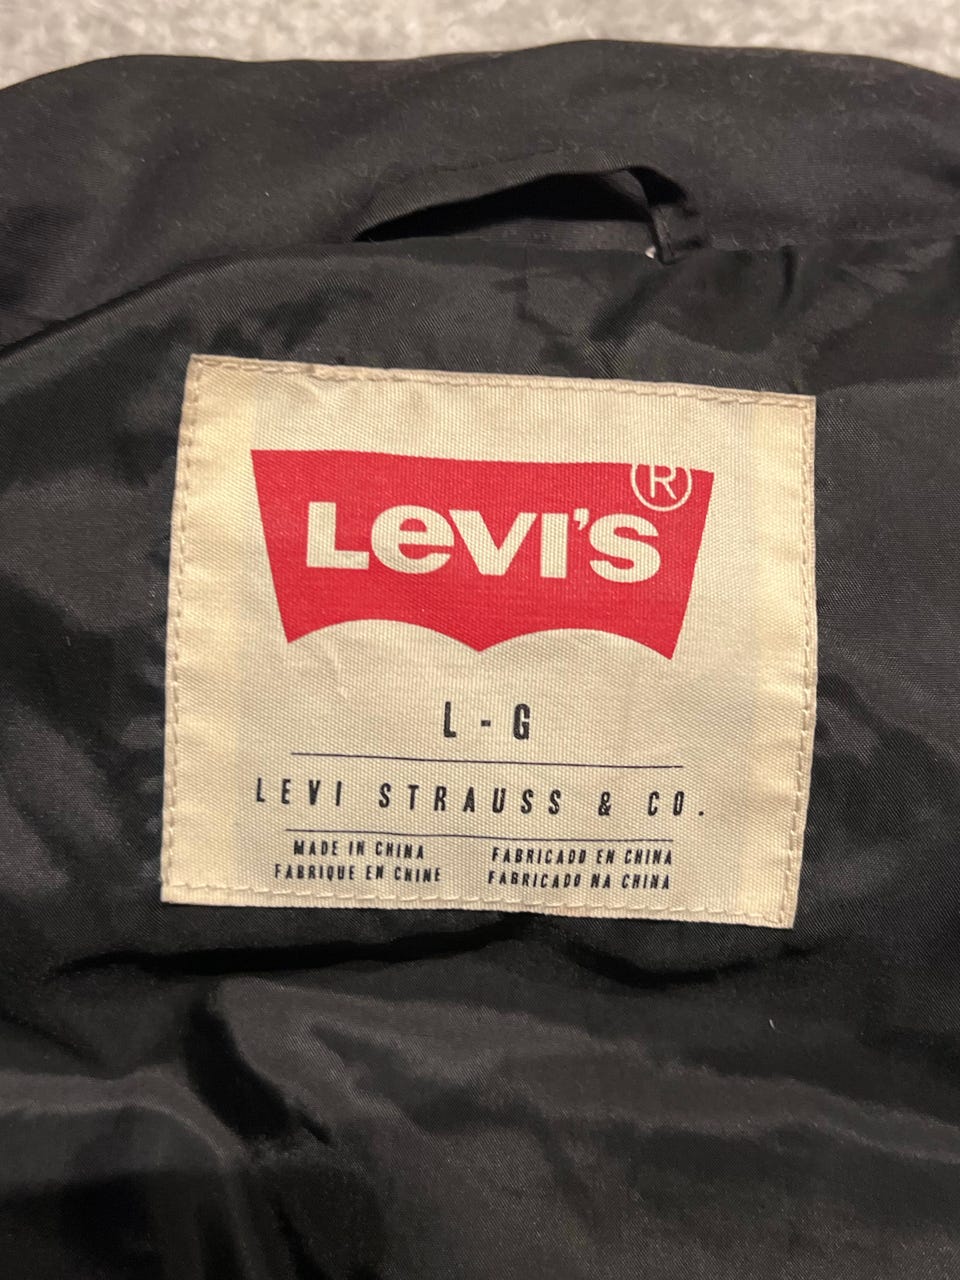 Levi's®
L - G
LEVI STRAUSS & CO.
MADE IN CHINA
FABRIQUE EN CHINE
FABRICADO EN CHINA
FABRICADO NA CHINA